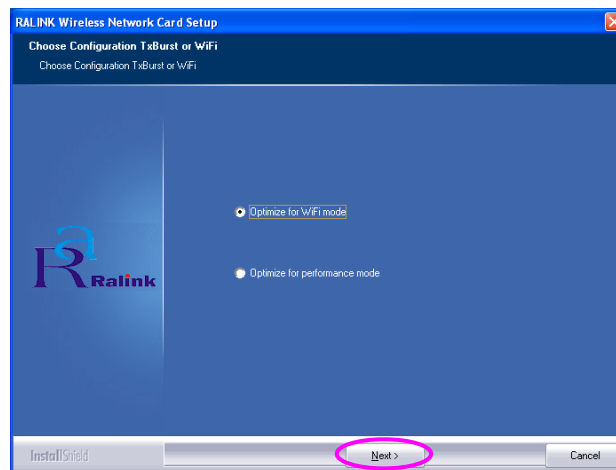 RALINK Wireless Network Card Setup
Choose Configuration TxBurst or WiFi
Choose Configuration TxBurst or WiFi
Optimize for WiFi mode
Optimize for performance mode
Ralink
InstallShield
Next >
Cancel